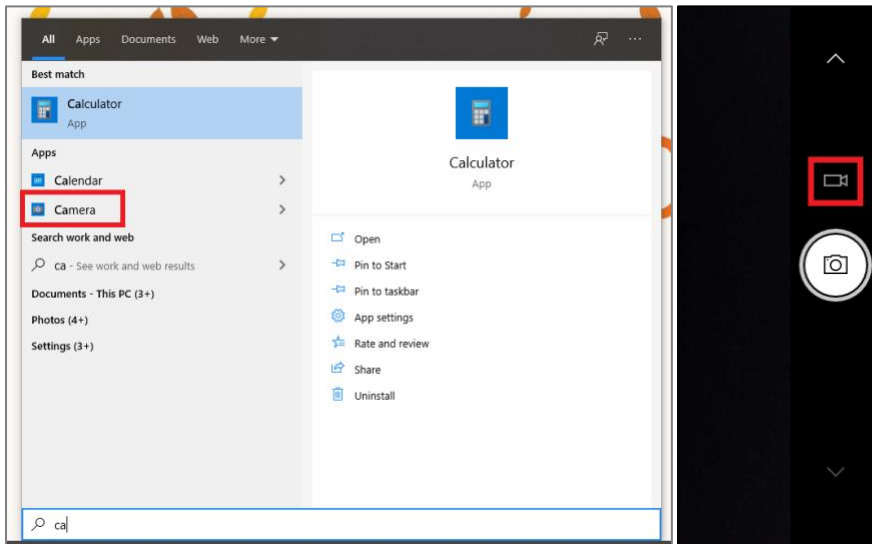 All Apps Documents Web More
Best match
Calculator
App
Apps
Calendar
Camera
Search work and web
ca - See work and web results
Documents - This PC (3+)
Photos (4+)
Settings (3+)
ca
Calculator
App
Open
Pin to Start
Pin to taskbar
App settings
Rate and review
Share
Uninstall